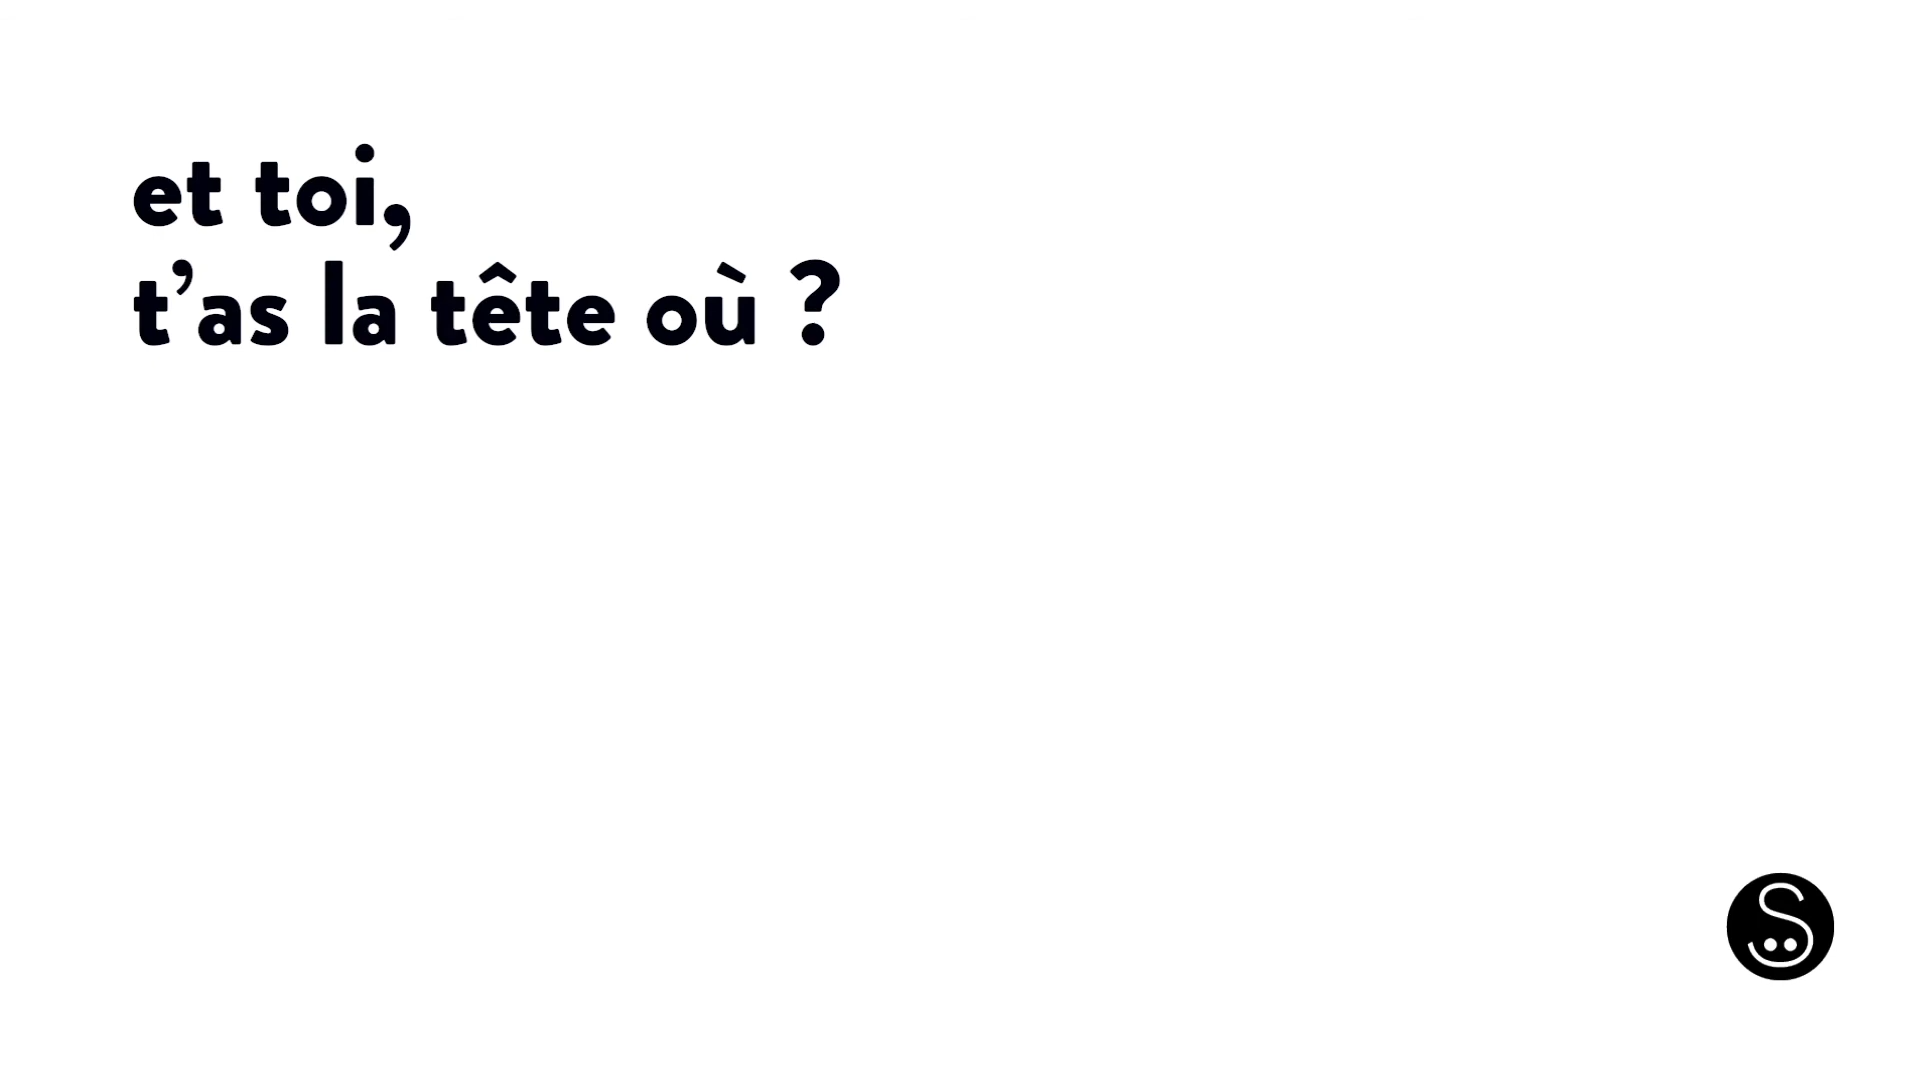 et toi,
t’as la tête où ?
S